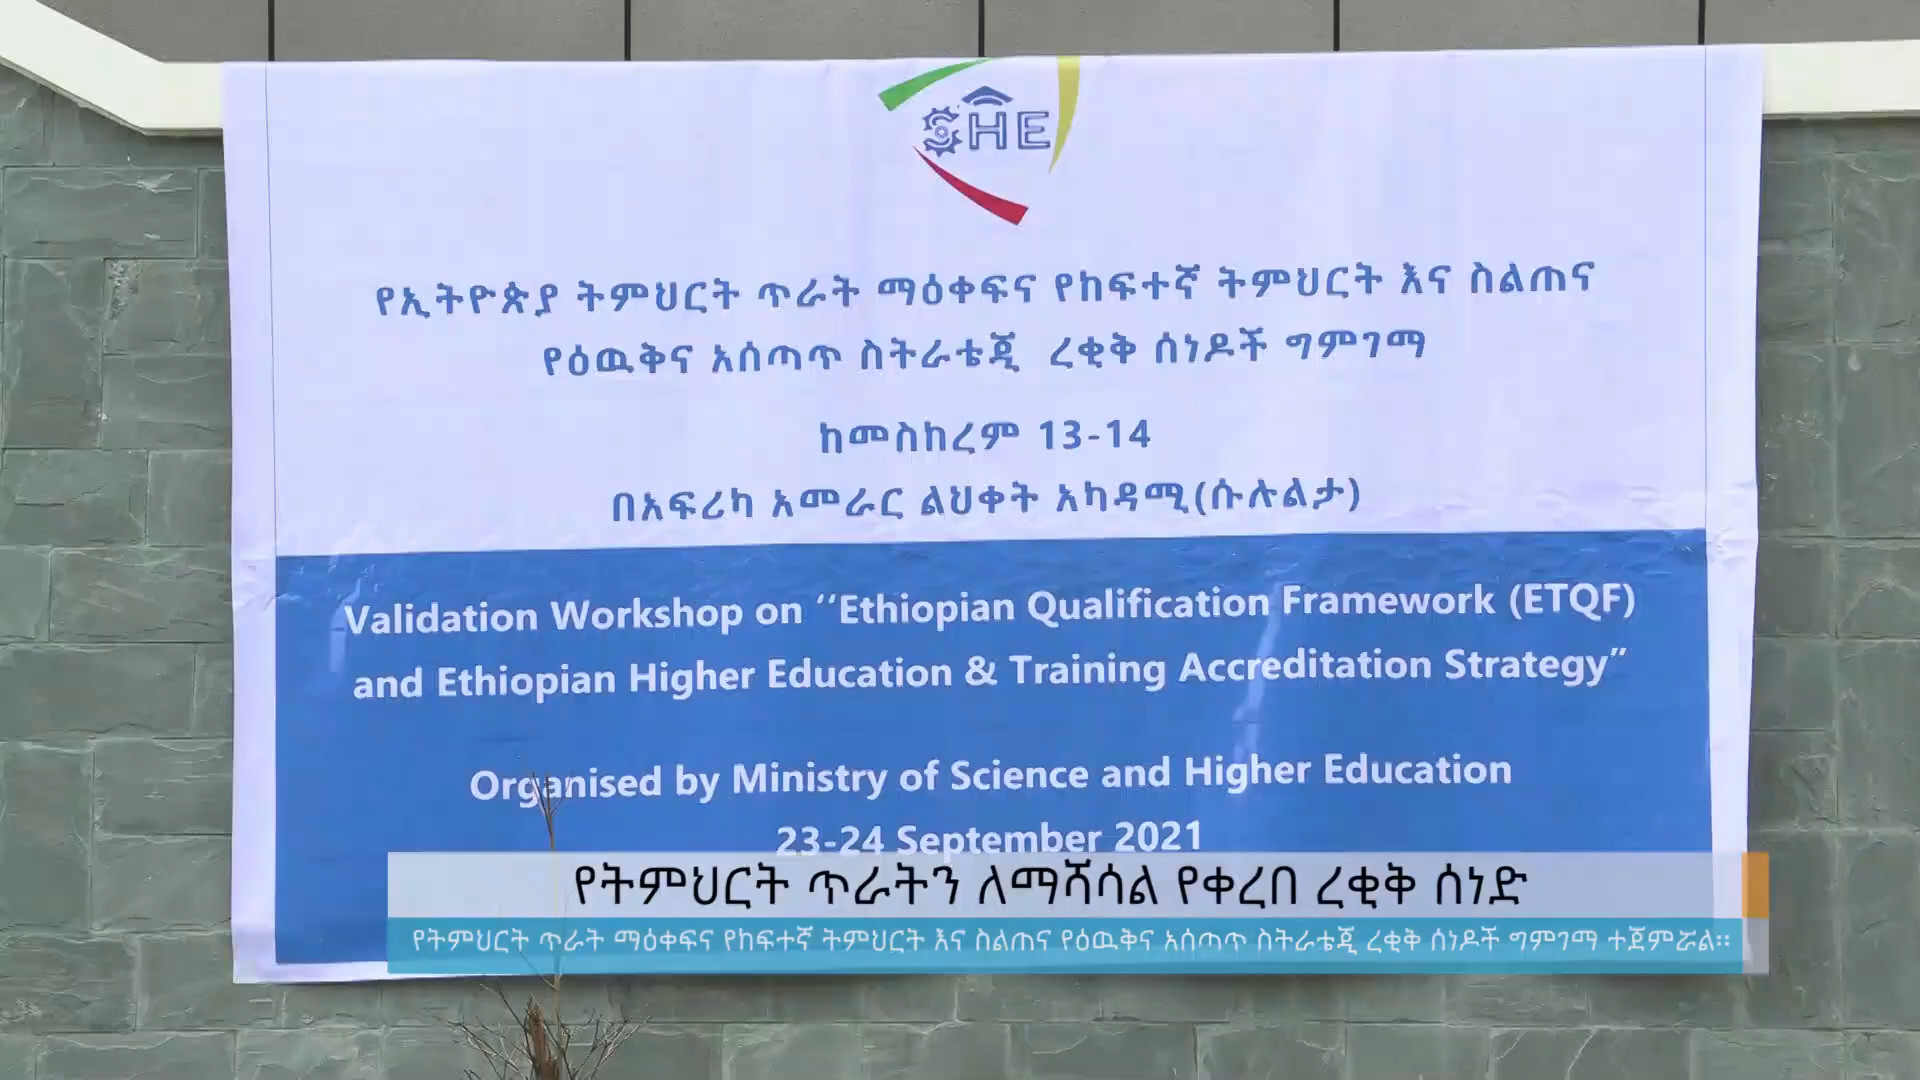 SHE
የኢትዮጵያ ትምህርት ጥራት ማዕቀፍና የከፍተኛ ትምህርት እና ስልጠና
የዕዉቅና አሰጣጥ ስትራቴጂ ረቂቅ ሰነዶች ግምገማ
ከመስከረም 13-14
በአፍሪካ አመራር ልህቀት አካዳሚ(ሱሉልታ)
Validation Workshop on ‘‘Ethiopian Qualification Framework (ETQF)
and Ethiopian Higher Education & Training Accreditation Strategy”
Organised by Ministry of Science and Higher Education
23-24 September 2021
የትምህርት ጥራትን ለማሻሳል የቀረበ ረቂቅ ሰነድ
የትምህርት ጥራት ማዕቀፍና የከፍተኛ ትምህርት እና ስልጠና የዕዉቅና አሰጣጥ ስትራቴጂ ረቂቅ ሰነዶች ግምገማ ተጀምሯል።